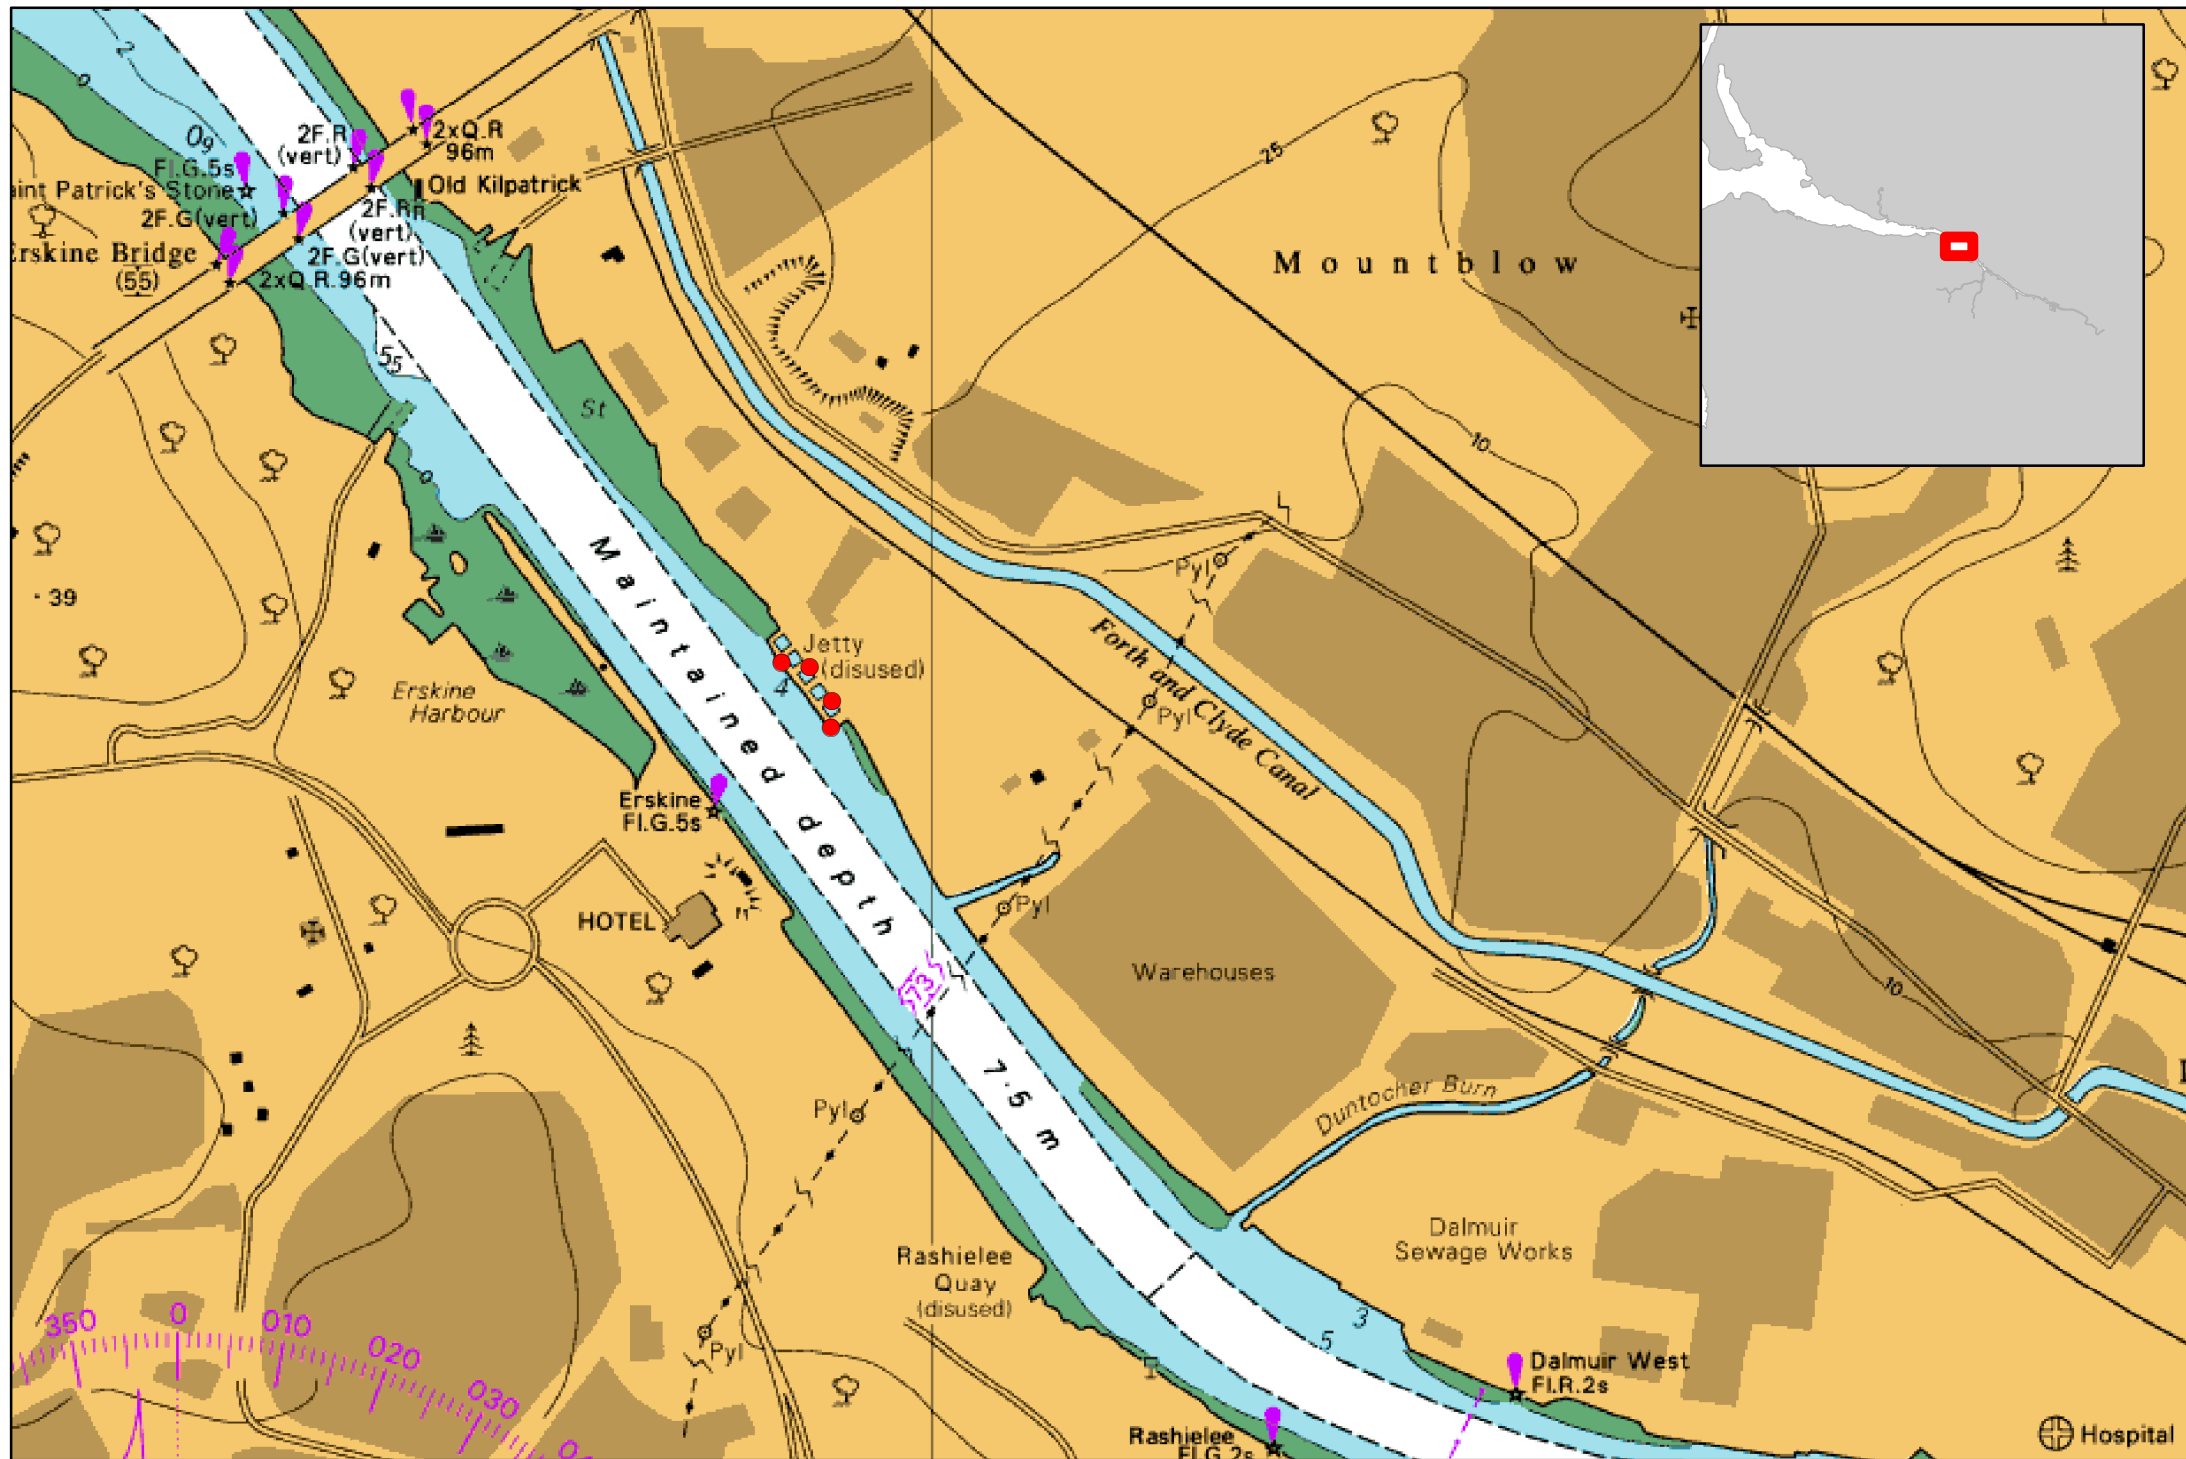 2
0
0₉
2F.R
(vert)
2xQ.R
96m
Fl.G.5s
aint Patrick's Stone
Old Kilpatrick
2F.G(vert)
2F.R
(vert)
Erskine Bridge
(55)
2F.G(vert)
2xQ.R.96m
25
Mountblow
5₅
St
10
0
Maintained depth
7·5 m
39
Pyl
Jetty
(disused)
4
Forth and Clyde Canal
Pyl
Erskine
Harbour
Erskine
Fl.G.5s
HOTEL
Pyl
Warehouses
73
10
Pyl
Duntocher Burn
Dalmuir
Sewage Works
Rashielee
Quay
(disused)
350
0
010
020
030
3
5
Pyl
Dalmuir West
Fl.R.2s
Rashielee
Fl.G.2s
Hospital